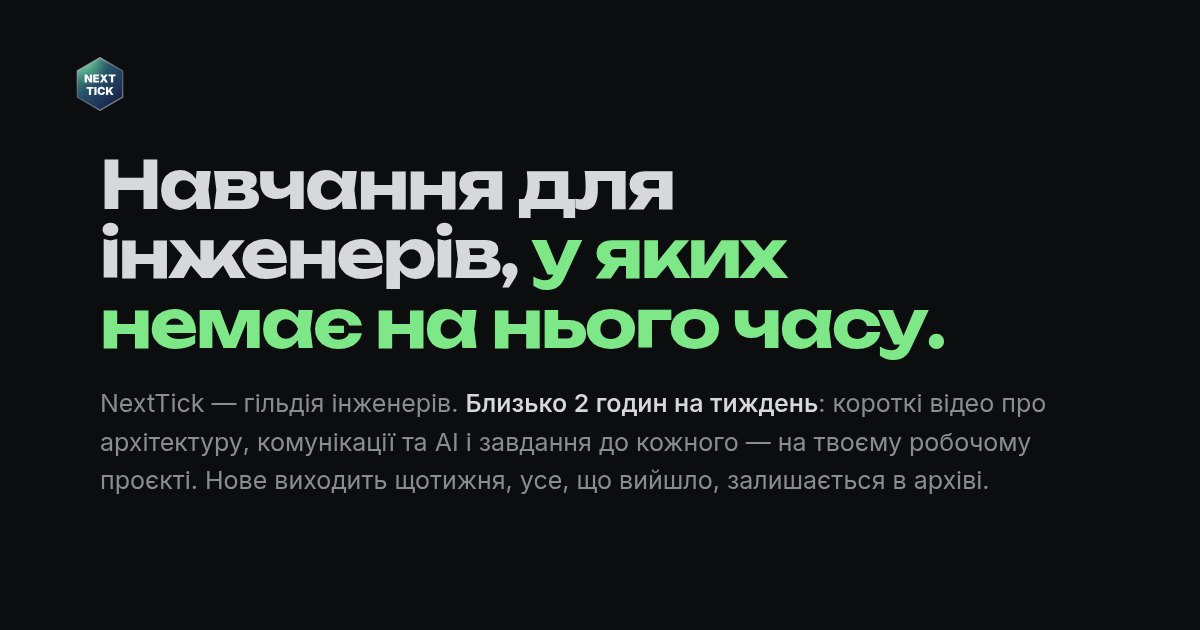 NEXT
TICK
Навчання для
інженерів, у яких
немає на нього часу.
NextTick — гільдія інженерів. Близько 2 годин на тиждень: короткі відео про
архітектуру, комунікації та AI і завдання до кожного — на твоєму робочому
проєкті. Нове виходить щотижня, усе, що вийшло, залишається в архіві.